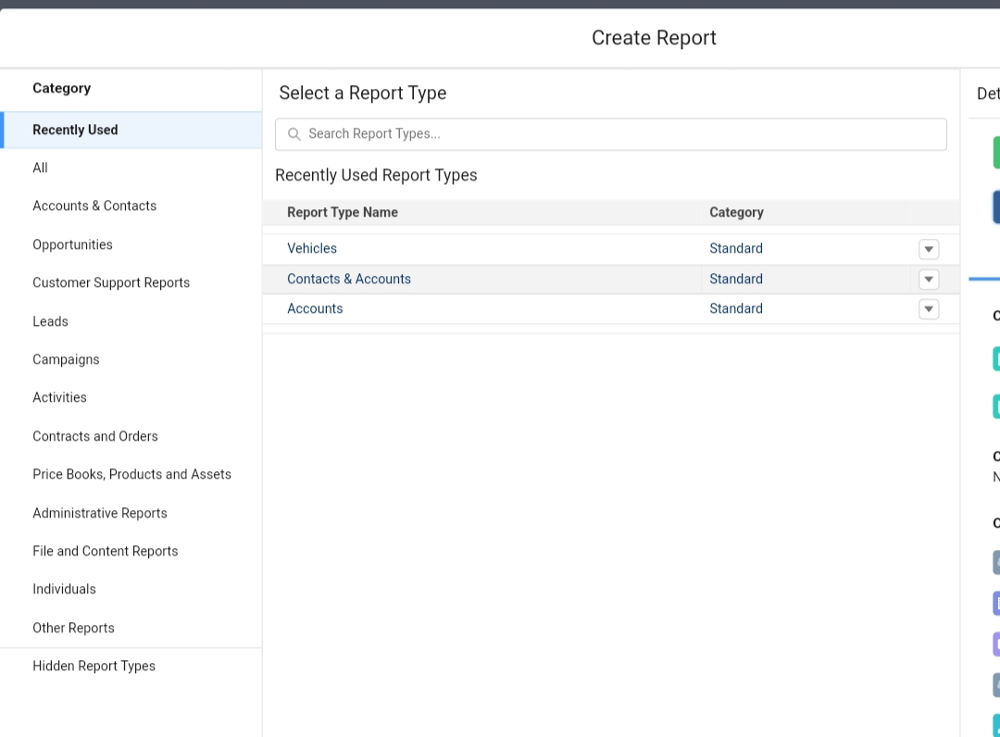 Create Report
Category
Recently Used
All
Accounts & Contacts
Opportunities
Customer Support Reports
Leads
Campaigns
Activities
Contracts and Orders
Price Books, Products and Assets
Administrative Reports
File and Content Reports
Individuals
Other Reports
Hidden Report Types
Select a Report Type
Search Report Types...
Recently Used Report Types
Report Type Name Category
Vehicles Standard
Contacts & Accounts Standard
Accounts Standard